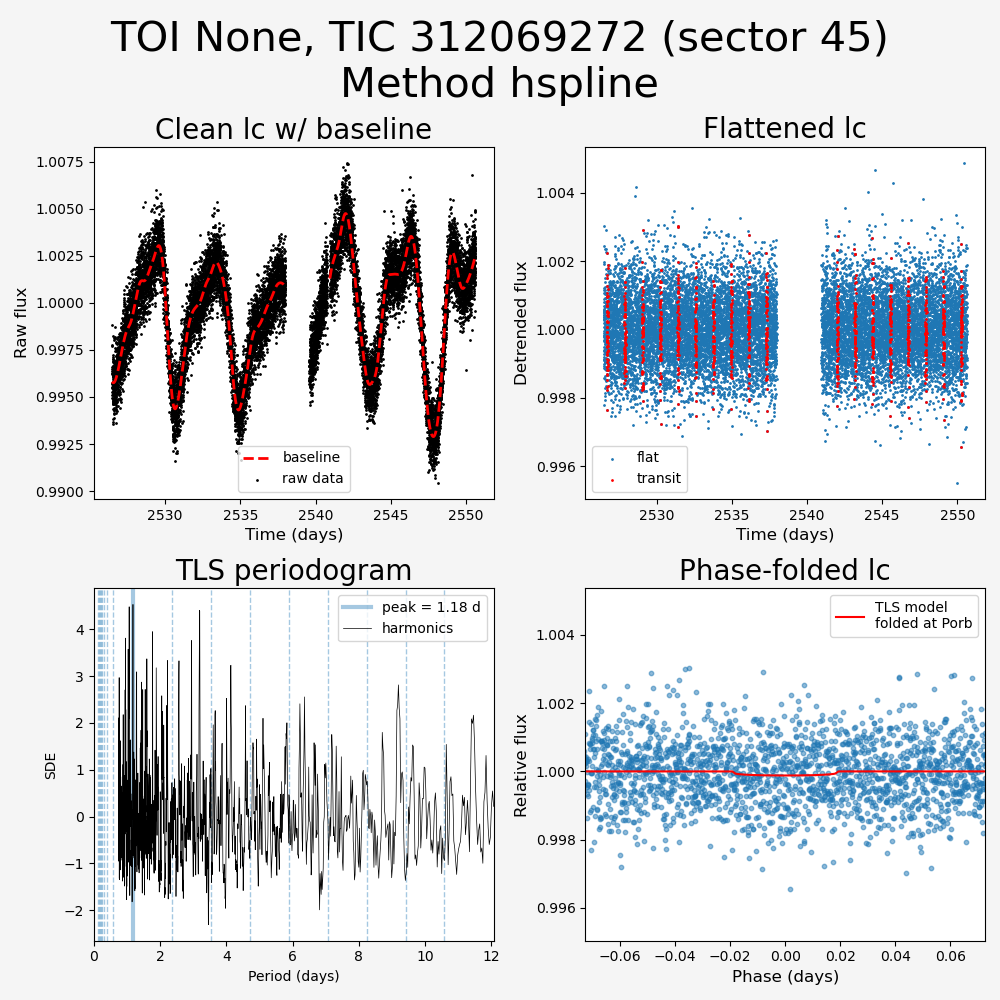 TOI None, TIC 312069272 (sector 45)
Method hspline
Clean lc w/ baseline
1.0075
1.0050
1.0025
1.0000
0.9975
0.9950
0.9925
0.9900
Raw flux
baseline
raw data
2530
2535
2540
2545
2550
Time (days)
Flattened lc
1.004
1.002
1.000
0.998
0.996
Detrended flux
flat
transit
2530
2535
2540
2545
2550
Time (days)
TLS periodogram
4
3
2
1
0
−1
−2
SDE
peak = 1.18 d
harmonics
0
2
4
6
8
10
12
Period (days)
Phase-folded lc
1.004
1.002
1.000
0.998
0.996
Relative flux
TLS model
folded at Porb
−0.06
−0.04
−0.02
0.00
0.02
0.04
0.06
Phase (days)